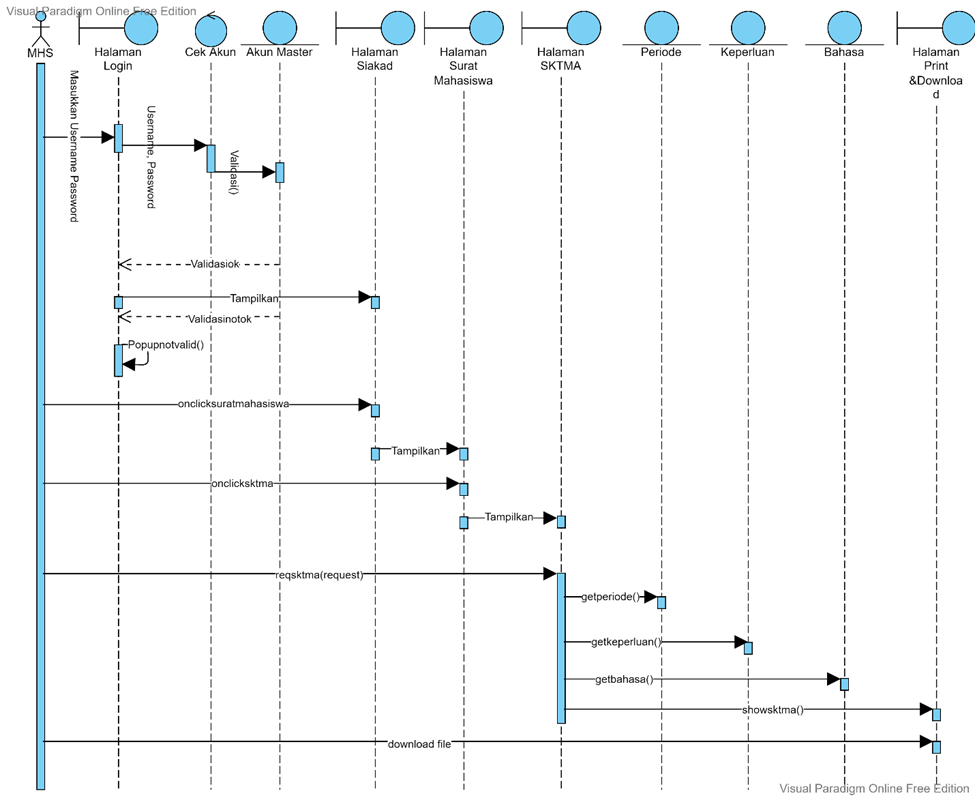 Visual Paradigm Online Free Edition
MHS
Halaman
Login
Cek Akun
Akun Master
Halaman
Siakad
Halaman
Surat
Mahasiswa
Halaman
SKTMA
Periode
Keperluan
Bahasa
Halaman
Print
&Downloa
d
Masukkan Username Password
Username, Password
Validasi()
Validasiok
Tampilkan
Validasinotok
Popupnotvalid()
onclicksuratmahasiswa
Tampilkan
onclicksktma
Tampilkan
reqsktma(request)
getperiode()
getkeperluan()
getbahasa()
showsktma()
download file
Visual Paradigm Online Free Edition